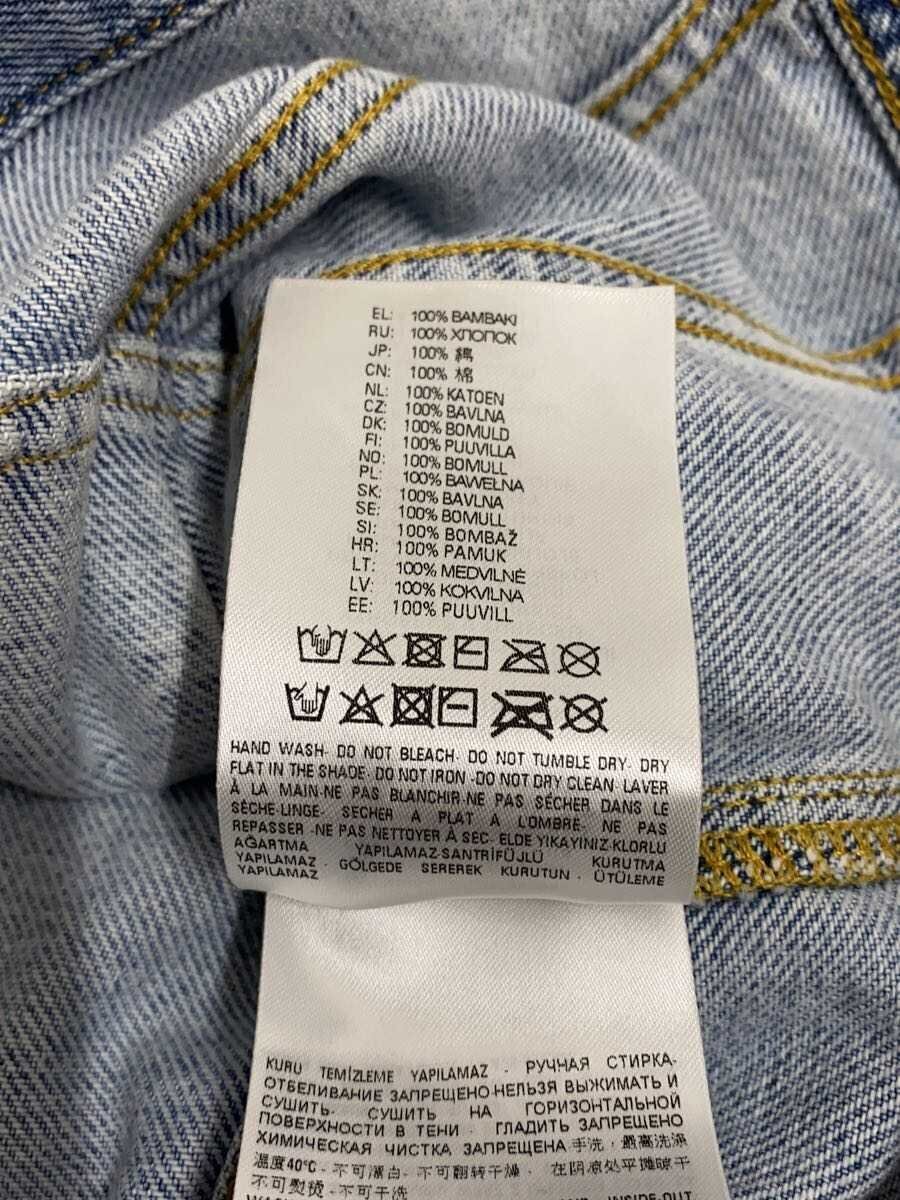 EL: 100% BAMBAKI
RU: 100% ХПОПОК
JP: 100% 綿
CN: 100% 棉
NL: 100% KATOEN
CZ: 100% BAVLNA
DK: 100% BOMULD
FI: 100% PUUVILLA
NO: 100% BOMULL
PL: 100% BAWEŁNA
SK: 100% BAVLNA
SE: 100% BOMULL
SI: 100% BOMBAŽ
HR: 100% PAMUK
LT: 100% MEDVILNĖ
LV: 100% KOKVILNA
EE: 100% PUUVILL
HAND WASH- DO NOT BLEACH- DO NOT TUMBLE DRY- DRY
FLAT IN THE SHADE- DO NOT IRON -DO NOT DRY CLEAN. LAVER
À LA MAIN-NE PAS BLANCHIR-NE PAS SÉCHER DANS LE
SÈCHE-LINGE- SÉCHER À PLAT À L'OMBRE- NE PAS
REPASSER -NE PAS NETTOYER À SEC- ELDE YIKAYINIZ-KLORLU
AĞARTMA YAPILAMAZ-SANTRİFÜJLÜ KURUTMA
YAPILAMAZ - GÖLGEDE SEREREK KURUTUN - ÜTÜLEME
KURU TEMİZLEME YAPILAMAZ - РУЧНАЯ СТИРКА-
ОТБЕЛИВАНИЕ ЗАПРЕЩЕНО-НЕЛЬЗЯ ВЫЖИМАТЬ И
СУШИТЬ- СУШИТЬ НА ГОРИЗОНТАЛЬНОЙ
ПОВЕРХНОСТИ В ТЕНИ - ГЛАДИТЬ ЗАПРЕЩЕНО
ХИМИЧЕСКАЯ ЧИСТКА ЗАПРЕЩЕНА 手洗，最高洗涤
温度40°C - 不可漂白- 不可翻转干燥 - 在阴凉处平摊晾干
不可熨烫 - 不可干洗
INSIDE-OUT